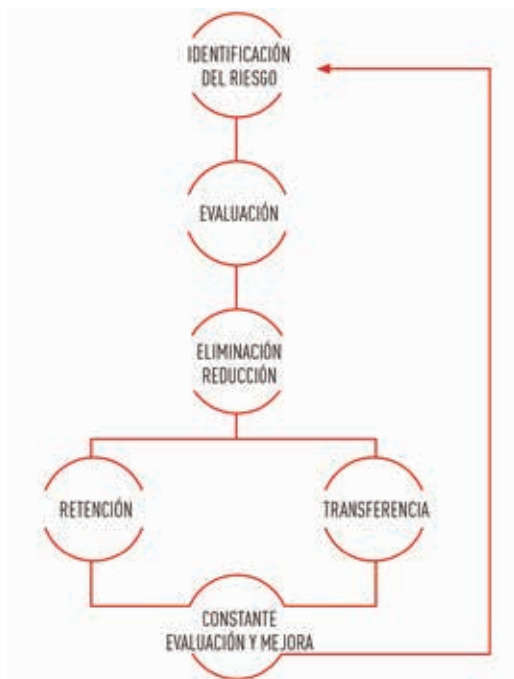 IDENTIFICACIÓN
DEL RIESGO
EVALUACIÓN
ELIMINACIÓN
REDUCCIÓN
RETENCIÓN
TRANSFERENCIA
CONSTANTE
EVALUACIÓN Y MEJORA